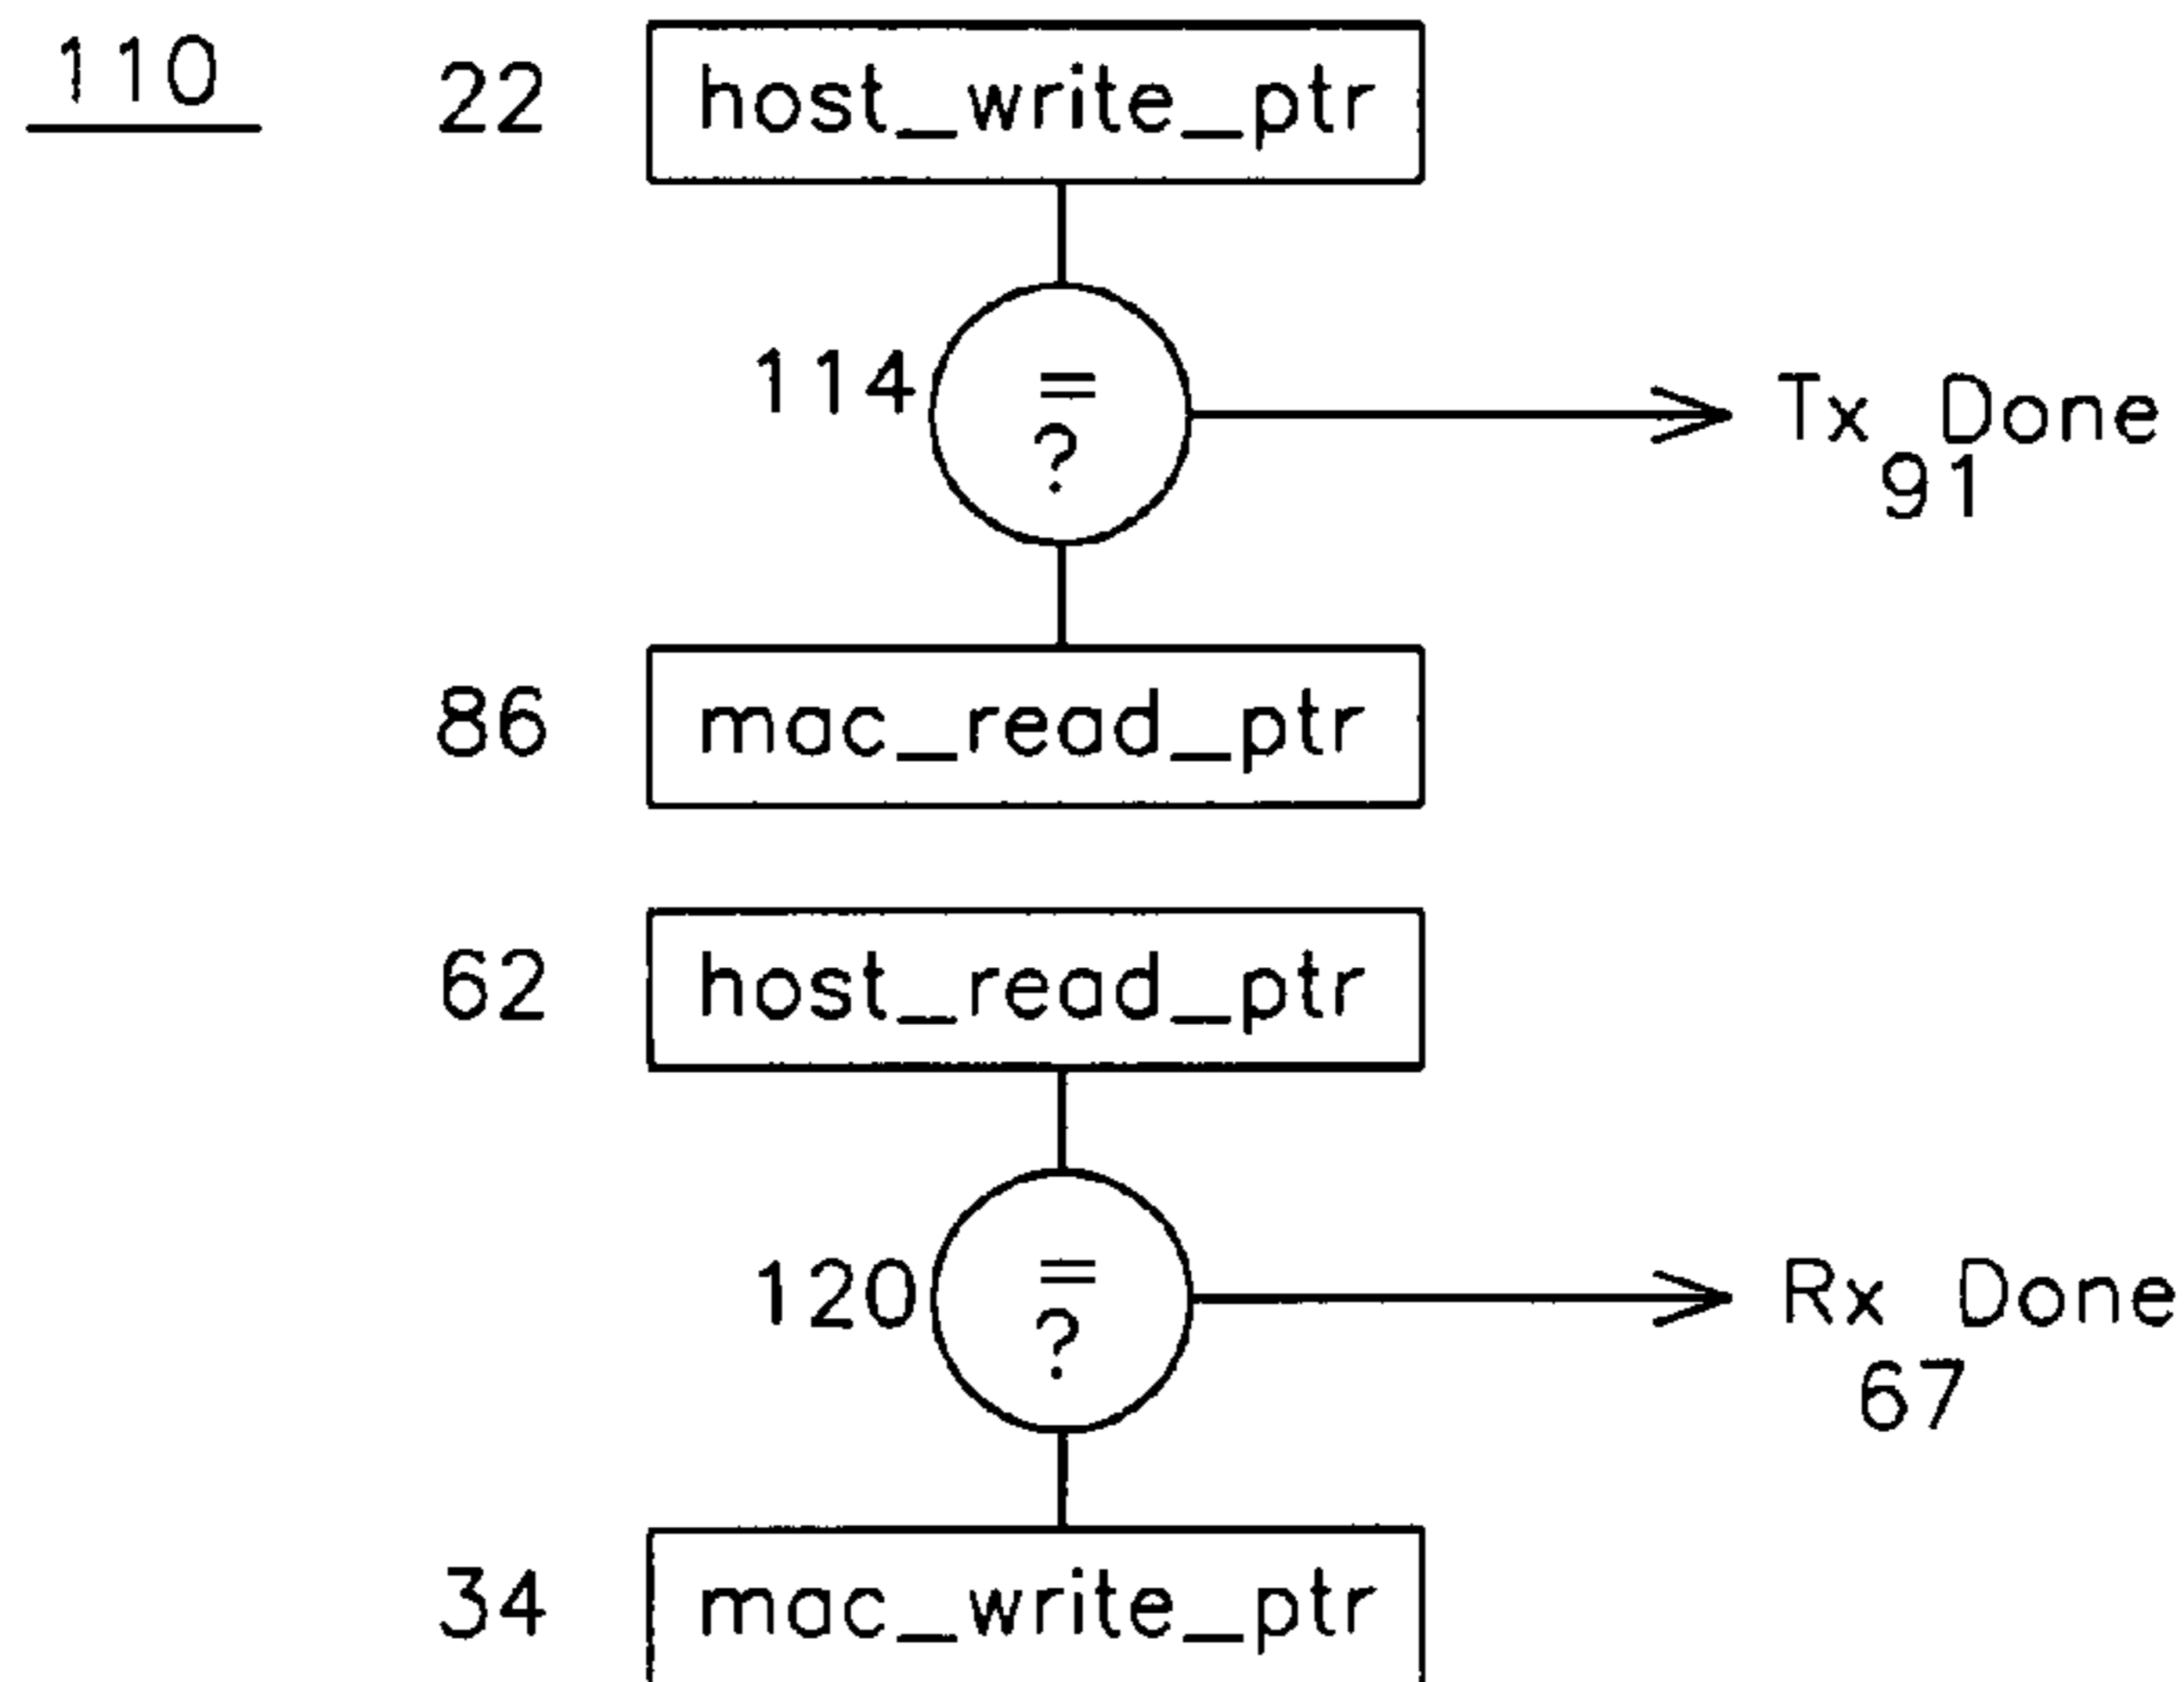 110
22 host_write_ptr
114 = ? Tx Done
91
86 mac_read_ptr
62 host_read_ptr
120 = ? Rx Done
67
34 mac_write_ptr